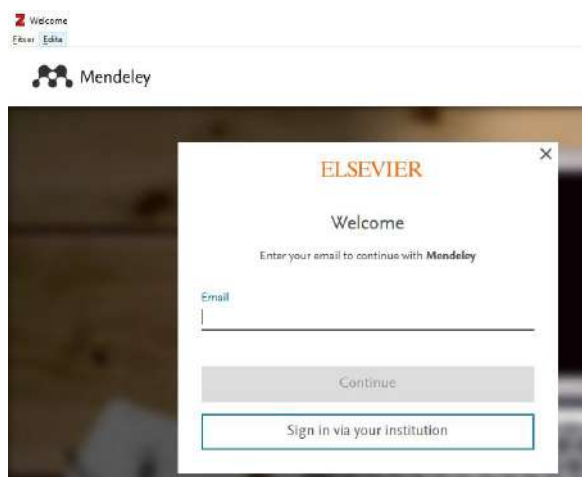 Z Welcome
Fitxer Edita
Mendeley
ELSEVIER
Welcome
Enter your email to continue with Mendeley
Email
Continue
Sign in via your institution